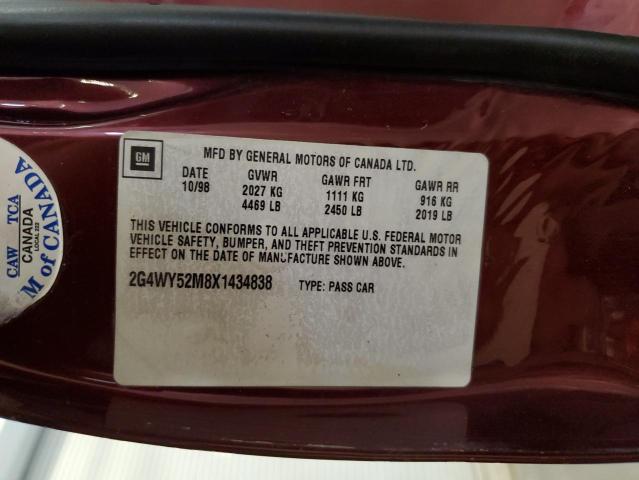 GM
MFD BY GENERAL MOTORS OF CANADA LTD.
DATE GVWR GAWR FRT GAWR RR
10/98 2027 KG 1111 KG 916 KG
4469 LB 2450 LB 2019 LB
THIS VEHICLE CONFORMS TO ALL APPLICABLE U.S. FEDERAL MOTOR
VEHICLE SAFETY, BUMPER, AND THEFT PREVENTION STANDARDS IN
EFFECT ON THE DATE OF MANUFACTURE SHOWN ABOVE.
2G4WY52M8X1434838 TYPE: PASS CAR
CAW TCA
CANADA
LOCAL 222
M of CANADA